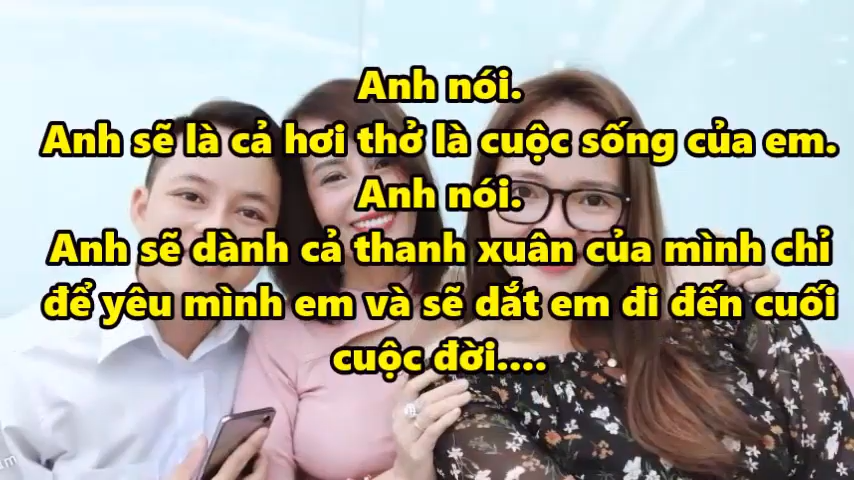 Anh nói.
Anh sẽ là cả hơi thở là cuộc sống của em.
Anh nói.
Anh sẽ dành cả thanh xuân của mình chỉ
để yêu mình em và sẽ dắt em đi đến cuối
cuộc đời....